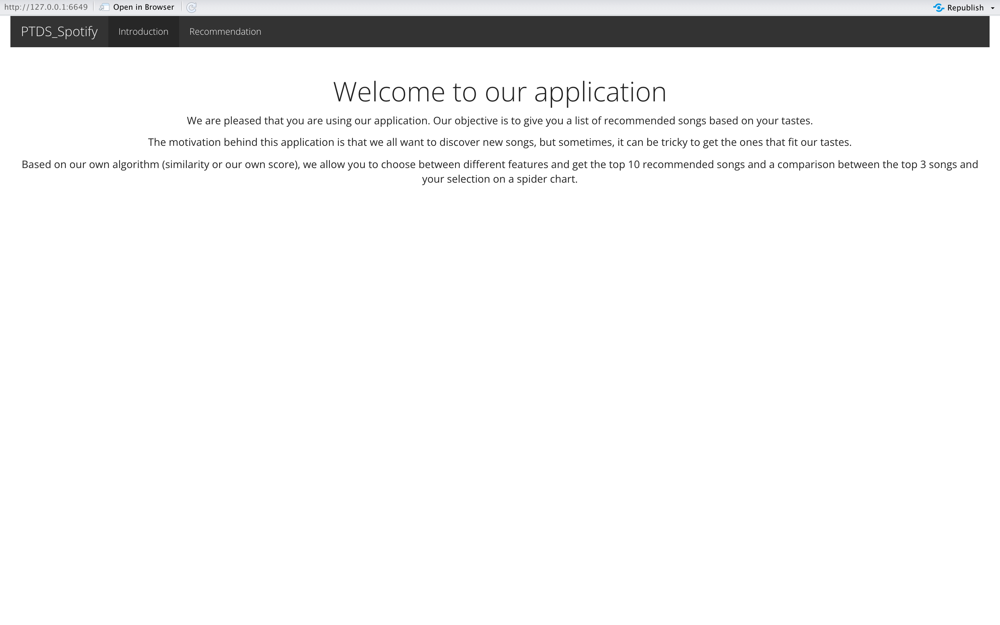 http://127.0.0.1:6649 Open in Browser Republish
PTDS_Spotify Introduction Recommendation
Welcome to our application
We are pleased that you are using our application. Our objective is to give you a list of recommended songs based on your tastes.
The motivation behind this application is that we all want to discover new songs, but sometimes, it can be tricky to get the ones that fit our tastes.
Based on our own algorithm (similarity or our own score), we allow you to choose between different features and get the top 10 recommended songs and a comparison between the top 3 songs and
your selection on a spider chart.